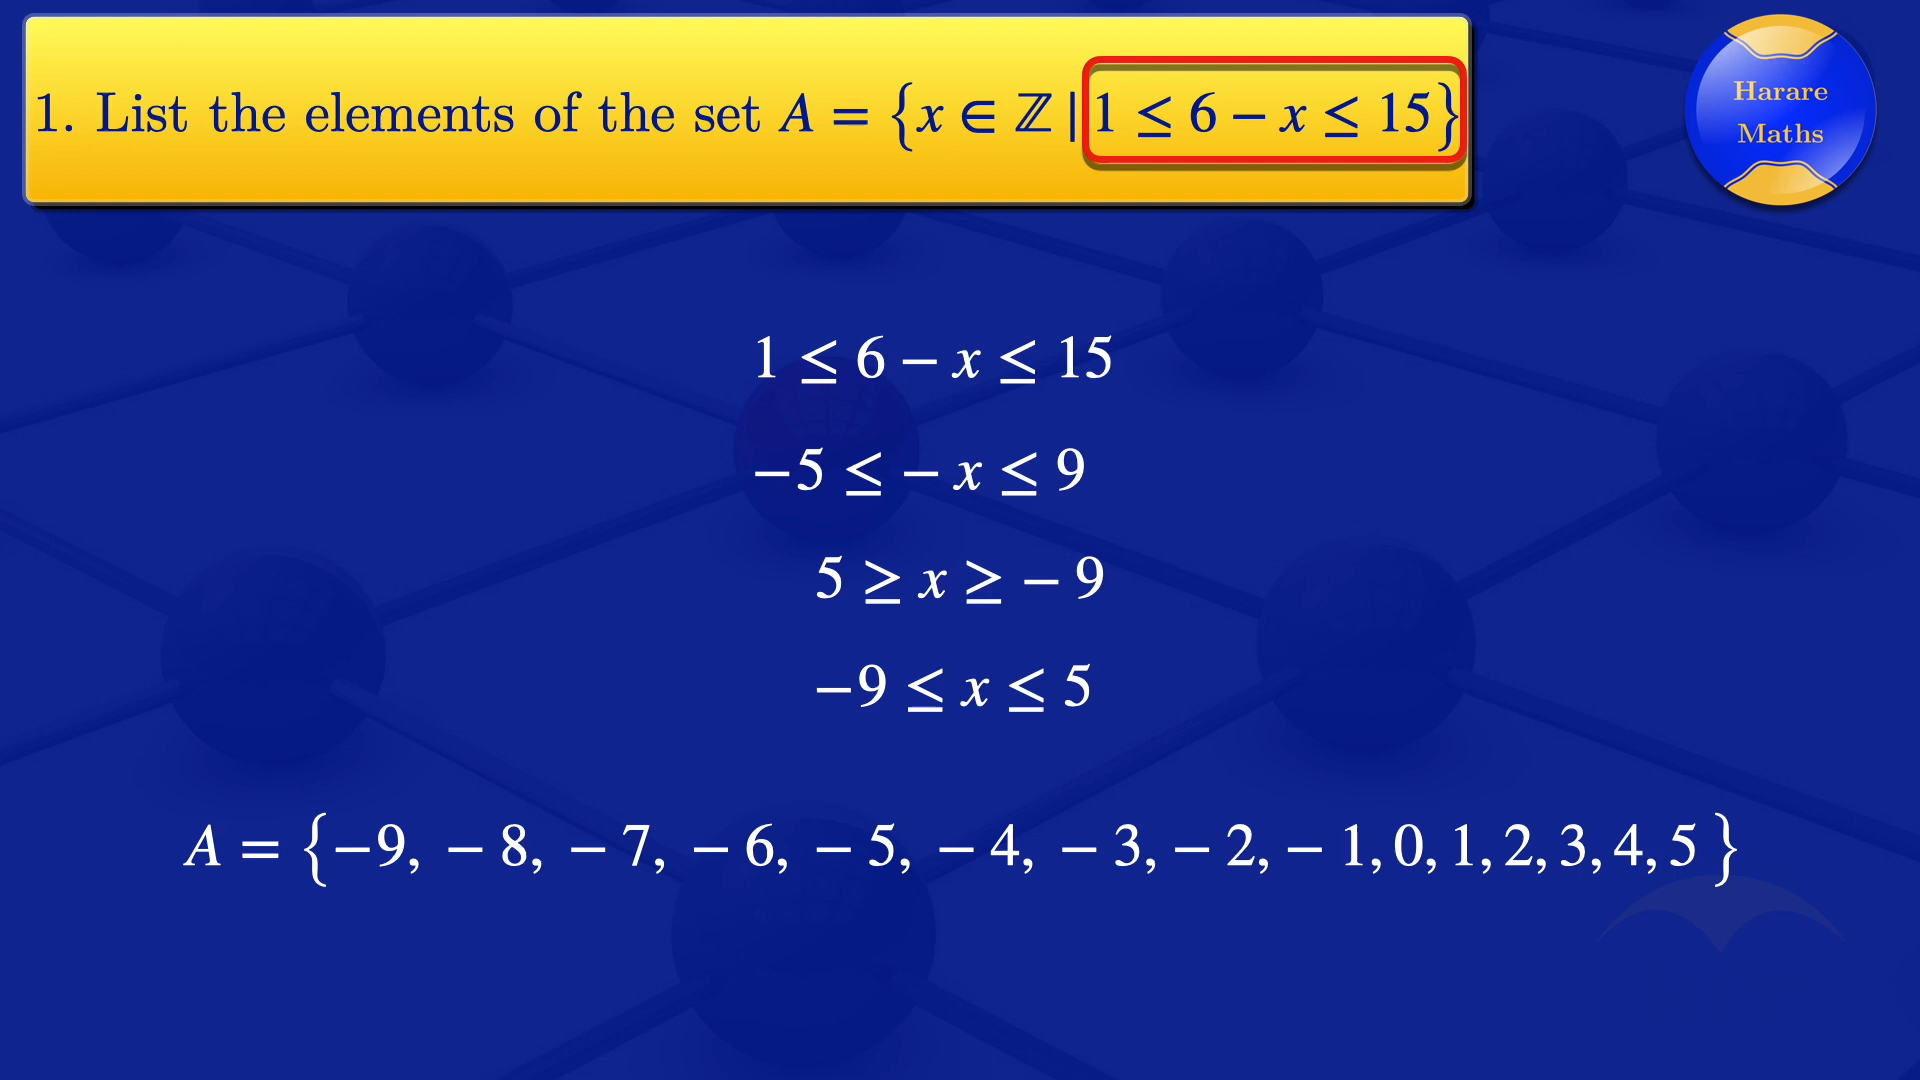 1. List the elements of the set A = {x ∈ ℤ | 1 ≤ 6 − x ≤ 15}
Harare
Maths
1 ≤ 6 − x ≤ 15
−5 ≤ − x ≤ 9
5 ≥ x ≥ − 9
−9 ≤ x ≤ 5
A = {−9, − 8, − 7, − 6, − 5, − 4, − 3, − 2, − 1, 0, 1, 2, 3, 4, 5 }